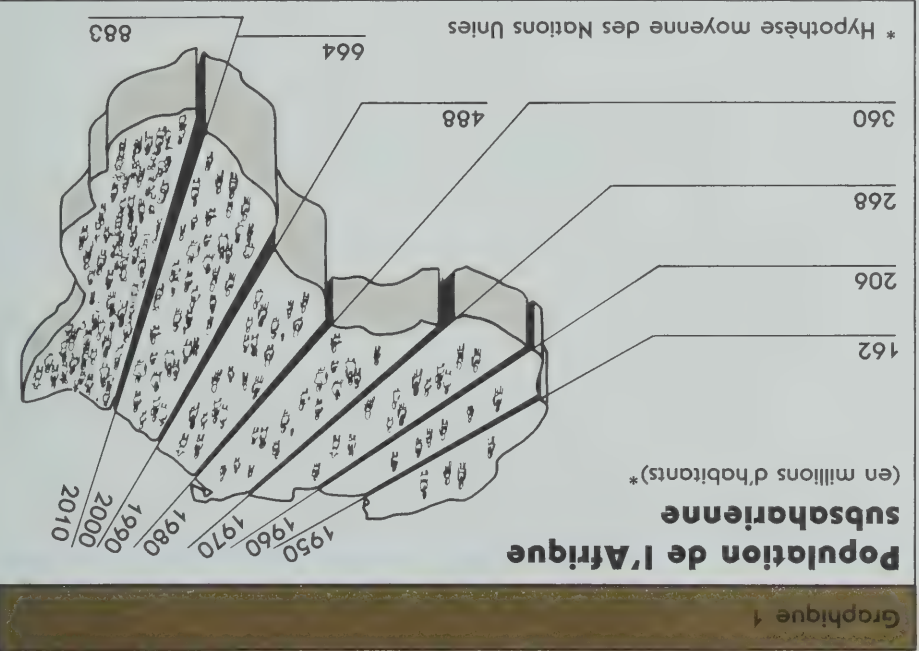 Graphique 1
Population de l'Afrique
subsaharienne
(en millions d'habitants)*
1950
1960
1970
1980
1990
2000
2010
162
206
268
360
488
664
883
* Hypothèse moyenne des Nations Unies